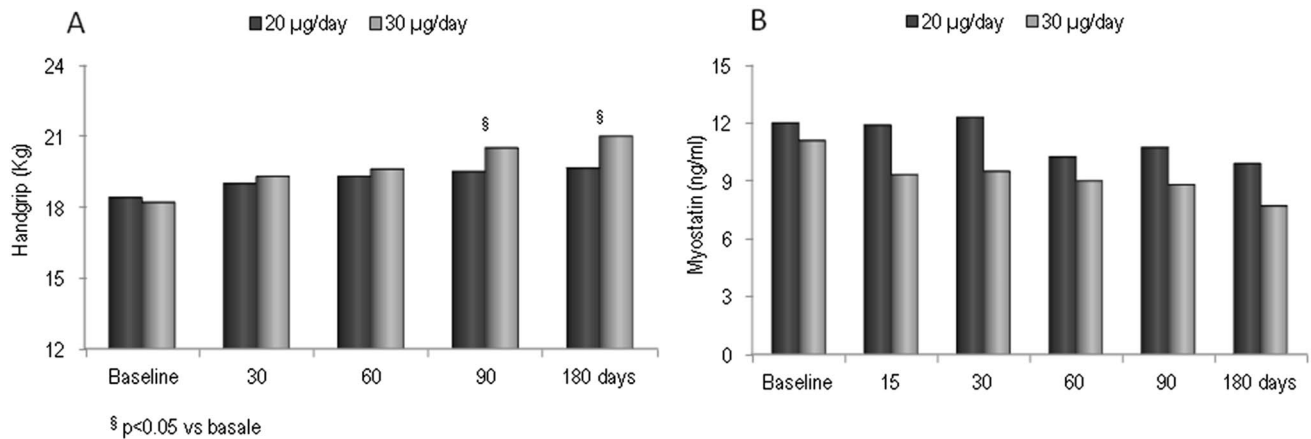 A
20 µg/day 30 µg/day
Handgrip (Kg)
24
21
18
15
12
§
§
Baseline 30 60 90 180 days
§ p<0.05 vs basale
B
20 µg/day 30 µg/day
Myostatin (ng/ml)
15
12
9
6
3
0
Baseline 15 30 60 90 180 days